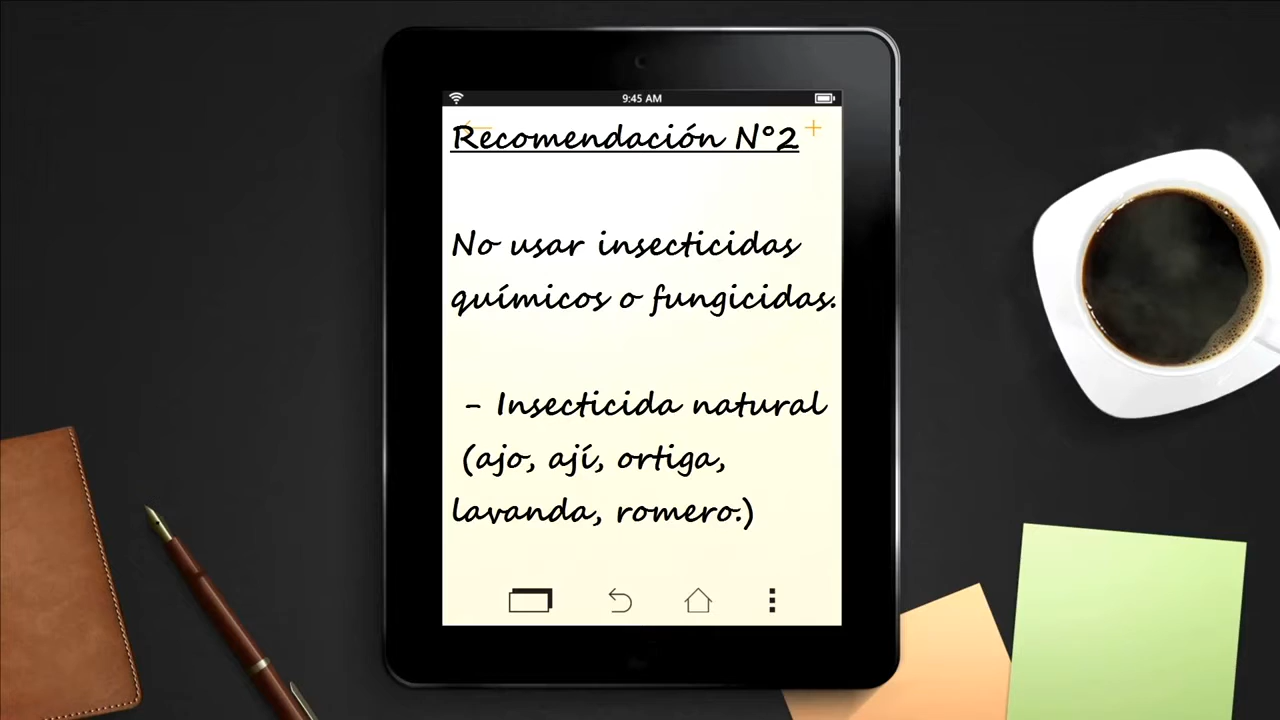 9:45 AM
Recomendación N°2
No usar insecticidas
químicos o fungicidas.
- Insecticida natural
(ajo, ají, ortiga,
lavanda, romero.)